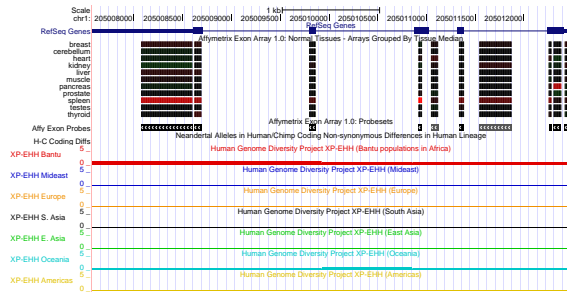 Scale 1 kb
chr1: 205008000 205008500 205009000 205009500 205010000 205010500 205011000 205011500 205012000
RefSeq Genes
RefSeq Genes
Affymetrix Exon Array 1.0: Normal Tissues - Arrays Grouped By Tissue Median
breast
cerebellum
heart
kidney
liver
muscle
pancreas
prostate
spleen
testes
thyroid
Affymetrix Exon Array 1.0: Probesets
Affy Exon Probes
Neandertal Alleles in Human/Chimp Coding Non-synonymous Differences in Human Lineage
H-C Coding Diffs
Human Genome Diversity Project XP-EHH (Bantu populations in Africa)
5 _
XP-EHH Bantu
0 _
Human Genome Diversity Project XP-EHH (Mideast)
5 _
XP-EHH Mideast
0 _
Human Genome Diversity Project XP-EHH (Europe)
5 _
XP-EHH Europe
0 _
Human Genome Diversity Project XP-EHH (South Asia)
5 _
XP-EHH S. Asia
0 _
Human Genome Diversity Project XP-EHH (East Asia)
5 _
XP-EHH E. Asia
0 _
Human Genome Diversity Project XP-EHH (Oceania)
5 _
XP-EHH Oceania
0 _
Human Genome Diversity Project XP-EHH (Americas)
5 _
XP-EHH Americas
0 _